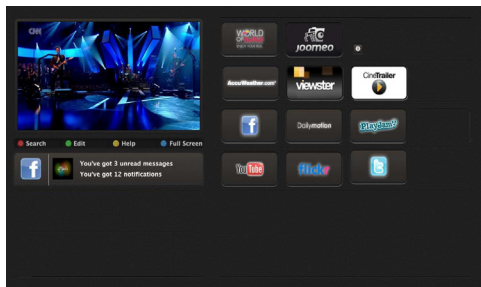 CNN
Search
Edit
Help
Full Screen
You've got 3 unread messages
You've got 12 notifications
WORLD
OF
joomeo
AccuWeather.com
viewster
CineTrailer
Dailymotion
PlayJam
YouTube
flickr